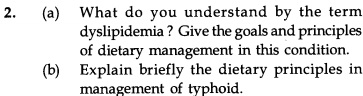 2. (a) What do you understand by the term
dyslipidemia ? Give the goals and principles
of dietary management in this condition.
(b) Explain briefly the dietary principles in
management of typhoid.